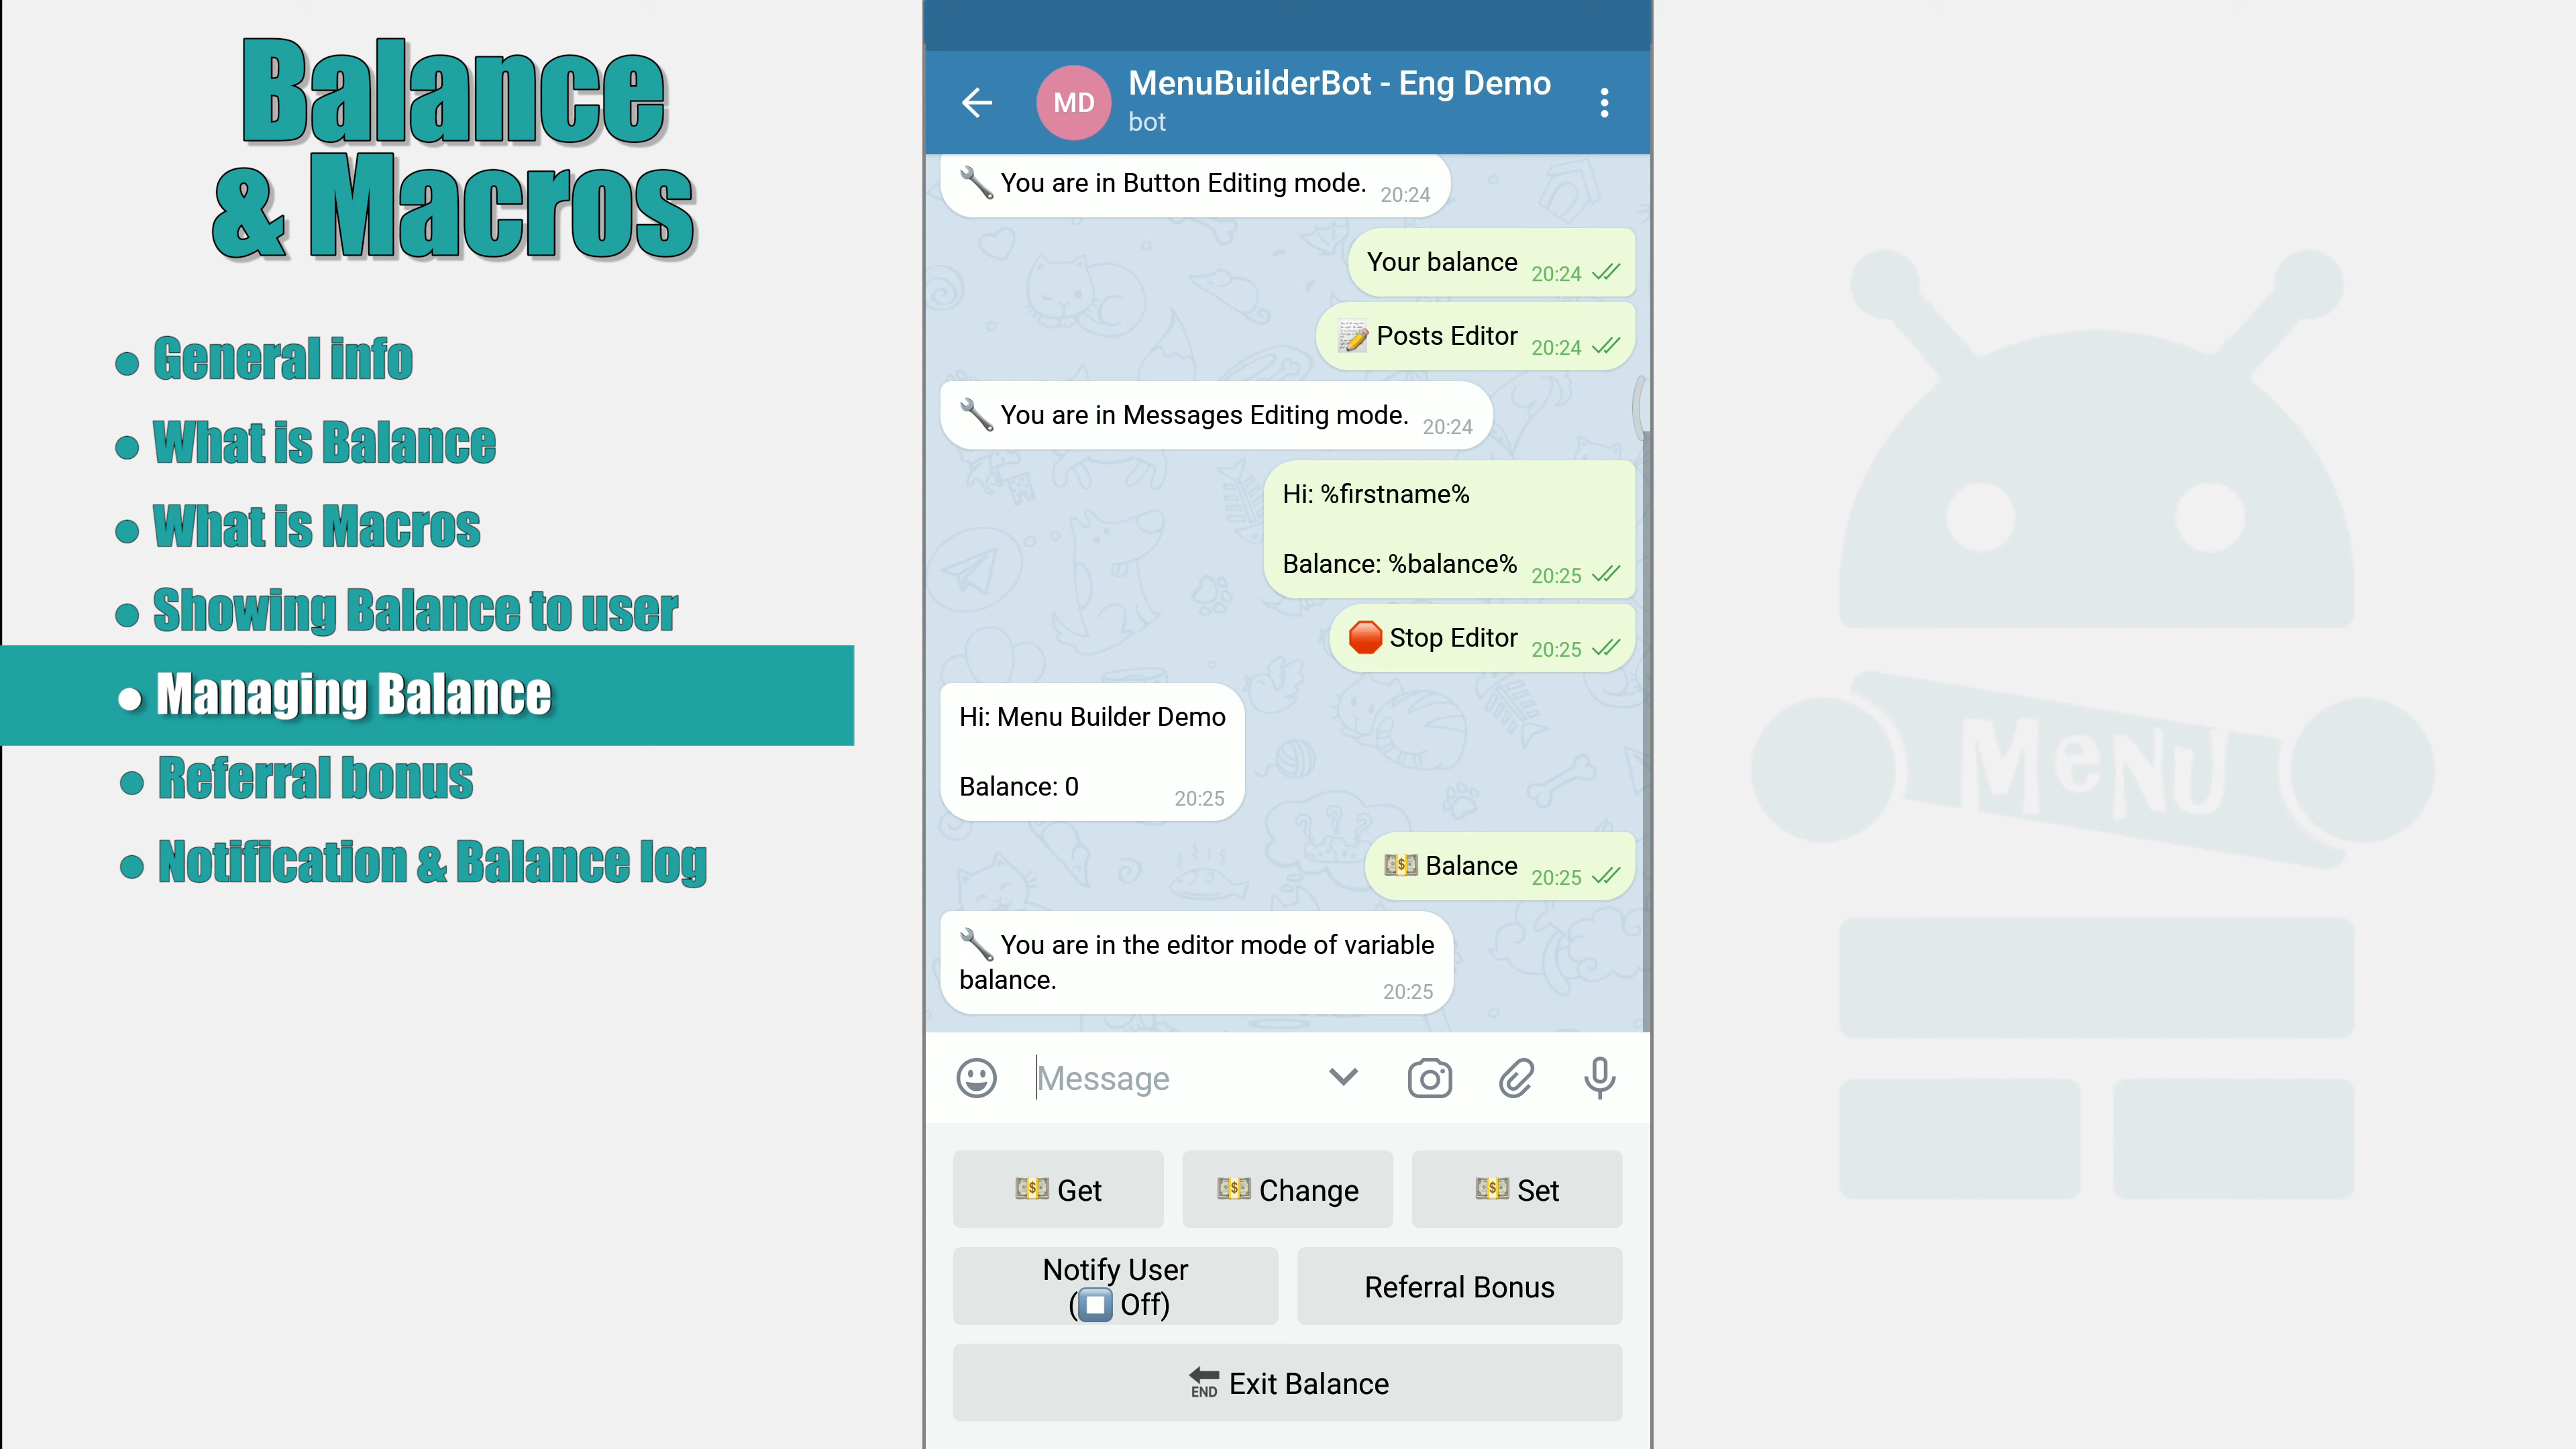 Balance
& Macros
● General info
● What is Balance
● What is Macros
● Showing Balance to user
● Managing Balance
● Referral bonus
● Notification & Balance log
MD
MenuBuilderBot - Eng Demo
bot
🔧 You are in Button Editing mode. 20:24
Your balance 20:24
📝 Posts Editor 20:24
🔧 You are in Messages Editing mode. 20:24
Hi: %firstname%
Balance: %balance% 20:25
🛑 Stop Editor 20:25
Hi: Menu Builder Demo
Balance: 0 20:25
💵 Balance 20:25
🔧 You are in the editor mode of variable
balance. 20:25
Message
💵 Get
💵 Change
💵 Set
Notify User
(⏹ Off)
Referral Bonus
🔚 Exit Balance
MeNU